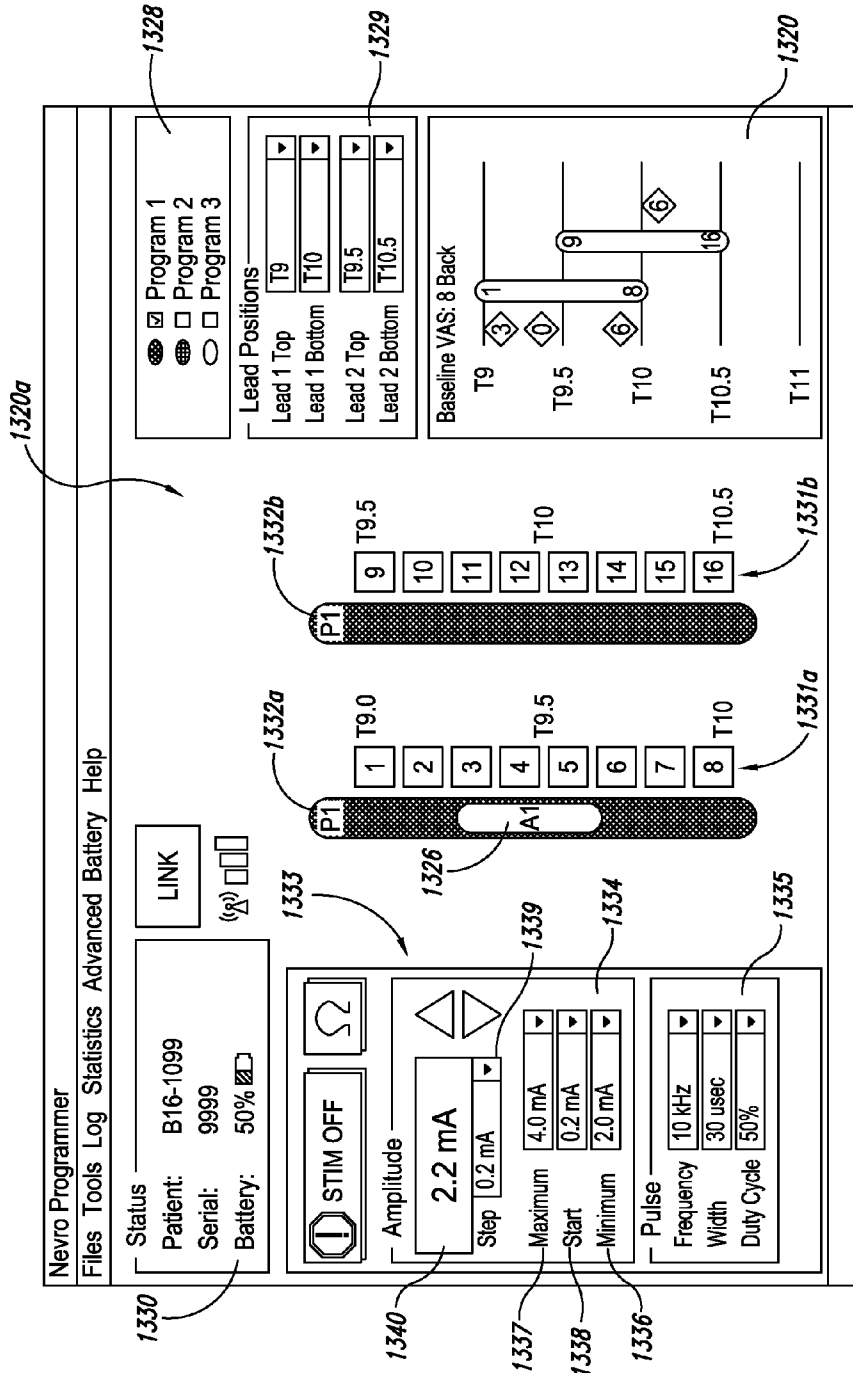 1320a
Nevro Programmer
Files Tools Log Statistics Advanced Battery Help
Status
Patient: B16-1099
Serial: 9999
Battery: 50%
1330
LINK
STIM OFF
Ω
1333
Amplitude
2.2 mA
1340
Step 0.2 mA
1339
Maximum 4.0 mA
1337
Start 0.2 mA
1338
Minimum 2.0 mA
1336
1334
Pulse
Frequency 10 kHz
Width 30 usec
Duty Cycle 50%
1335
1332a
P1
A1
1326
1 T9.0
2
3
4
T9.5
5
6
7
8 T10
1331a
1332b
P1
9 T9.5
10
11
12
T10
13
14
15
16 T10.5
1331b
Program 1
Program 2
Program 3
1328
Lead Positions
Lead 1 Top T9
Lead 1 Bottom T10
Lead 2 Top T9.5
Lead 2 Bottom T10.5
1329
Baseline VAS: 8 Back
T9
1
3
0
T9.5
9
6
T10
8
6
T10.5
16
T11
1320